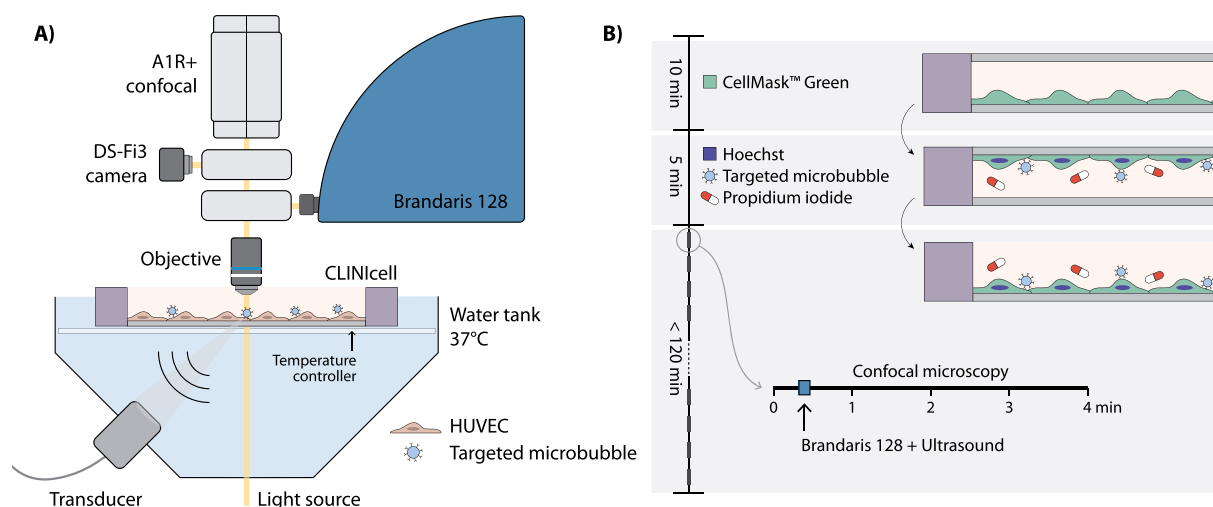 A)
A1R+
confocal
DS-Fi3
camera
Brandaris 128
Objective
CLINIcell
Water tank
37°C
Temperature
controller
HUVEC
Targeted microbubble
Transducer
Light source
B)
10 min
CellMask™ Green
5 min
Hoechst
Targeted microbubble
Propidium iodide
< 120 min
Confocal microscopy
0 1 2 3 4 min
Brandaris 128 + Ultrasound